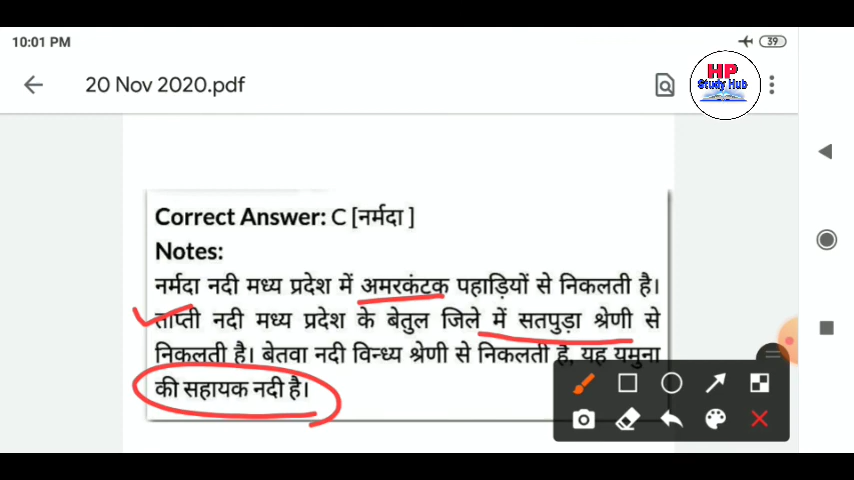 10:01 PM
39
20 Nov 2020.pdf
HP
Study Hub
Correct Answer: C [नर्मदा ]
Notes:
नर्मदा नदी मध्य प्रदेश में अमरकंटक पहाड़ियों से निकलती है।
ताप्ती नदी मध्य प्रदेश के बेतुल जिले में सतपुड़ा श्रेणी से
निकलती है। बेतवा नदी विन्ध्य श्रेणी से निकलती है, यह यमुना
की सहायक नदी है।